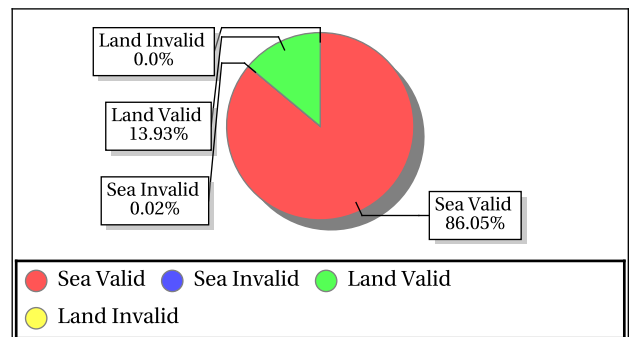 Land Invalid
0.0%
Land Valid
13.93%
Sea Invalid
0.02%
Sea Valid
86.05%
Sea Valid Sea Invalid Land Valid
Land Invalid